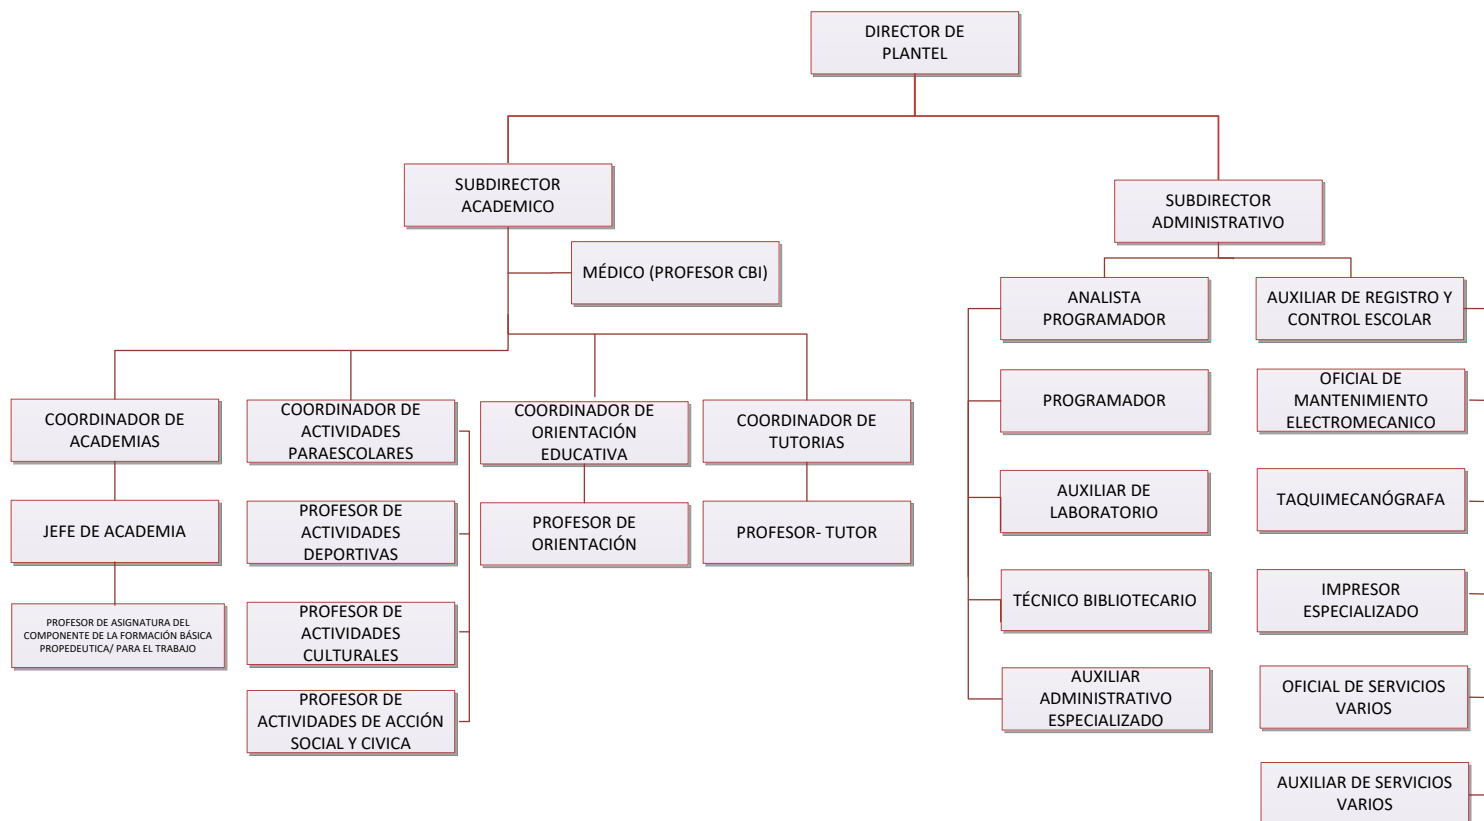 DIRECTOR DE
PLANTEL
SUBDIRECTOR
ACADEMICO
SUBDIRECTOR
ADMINISTRATIVO
MÉDICO (PROFESOR CBI)
ANALISTA
PROGRAMADOR
AUXILIAR DE REGISTRO Y
CONTROL ESCOLAR
COORDINADOR DE
ACADEMIAS
COORDINADOR DE
ACTIVIDADES
PARAESCOLARES
COORDINADOR DE
ORIENTACIÓN
EDUCATIVA
COORDINADOR DE
TUTORIAS
PROGRAMADOR
OFICIAL DE
MANTENIMIENTO
ELECTROMECANICO
JEFE DE ACADEMIA
PROFESOR DE
ACTIVIDADES
DEPORTIVAS
PROFESOR DE
ORIENTACIÓN
PROFESOR- TUTOR
AUXILIAR DE
LABORATORIO
TAQUIMECANÓGRAFA
PROFESOR DE ASIGNATURA DEL
COMPONENTE DE LA FORMACIÓN BÁSICA
PROPEDEUTICA/ PARA EL TRABAJO
PROFESOR DE
ACTIVIDADES
CULTURALES
TÉCNICO BIBLIOTECARIO
IMPRESOR
ESPECIALIZADO
PROFESOR DE
ACTIVIDADES DE ACCIÓN
SOCIAL Y CIVICA
AUXILIAR
ADMINISTRATIVO
ESPECIALIZADO
OFICIAL DE SERVICIOS
VARIOS
AUXILIAR DE SERVICIOS
VARIOS